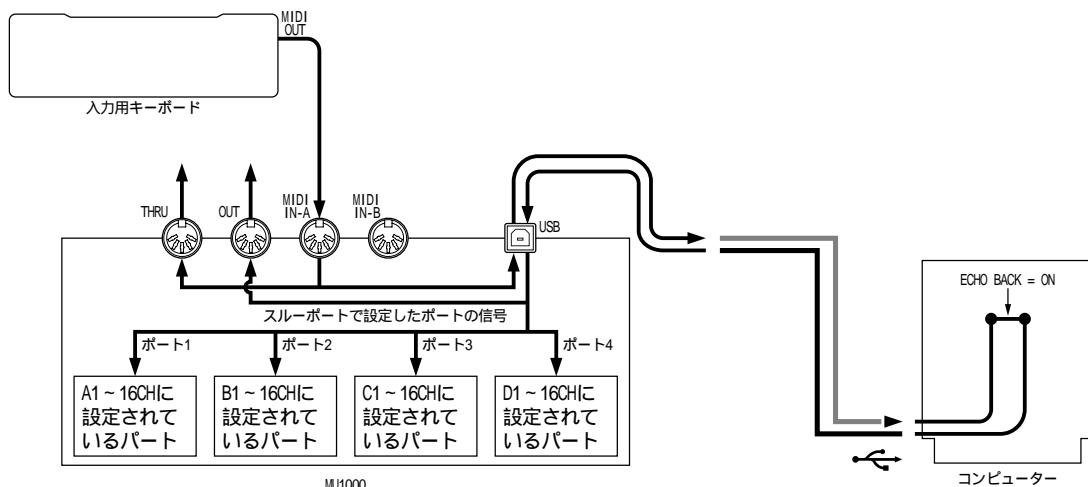 MIDI
OUT
入力用キーボード
THRU
OUT
MIDI
IN-A
MIDI
IN-B
USB
スルーポートで設定したポートの信号
ポート1
ポート2
ポート3
ポート4
A1~16CHに
設定されて
いるパート
B1~16CHに
設定されて
いるパート
C1~16CHに
設定されて
いるパート
D1~16CHに
設定されて
いるパート
MU1000
ECHO BACK = ON
コンピューター